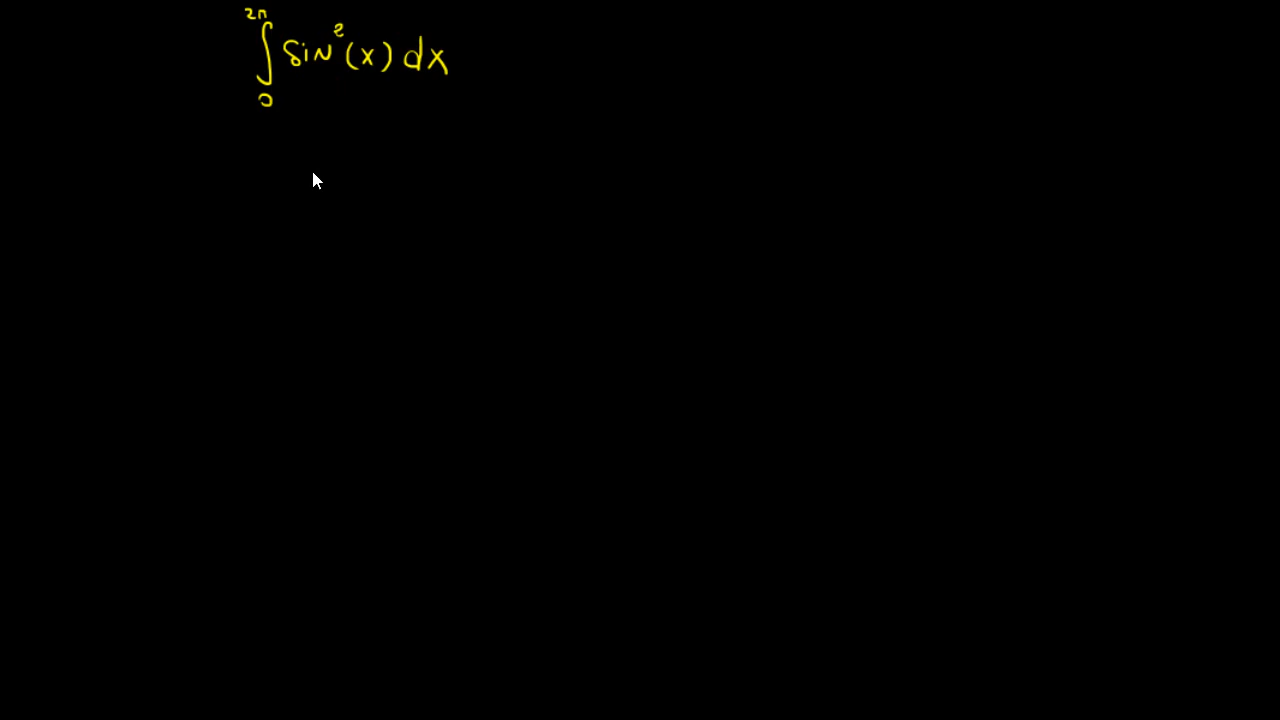 ∫₀^{2π} sin²(x) dx